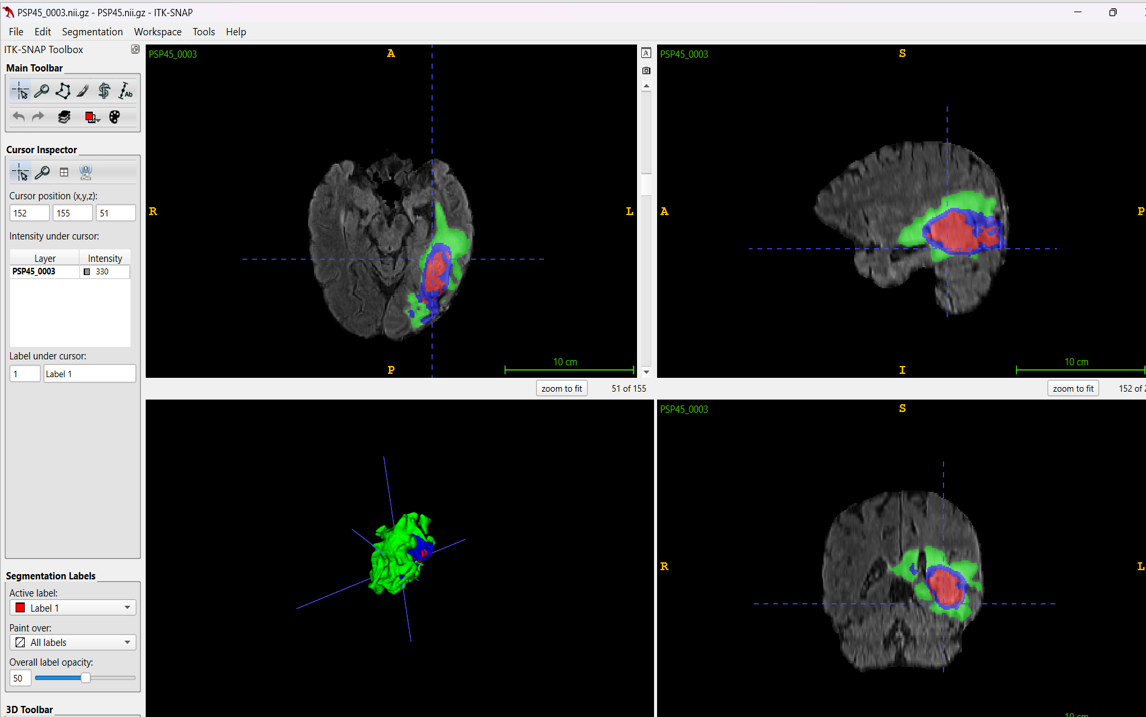 PSP45_0003.nii.gz - PSP45.nii.gz - ITK-SNAP
File Edit Segmentation Workspace Tools Help
ITK-SNAP Toolbox
Main Toolbar
Ab
Cursor Inspector
Cursor position (x,y,z):
152 155 51
Intensity under cursor:
Layer Intensity
PSP45_0003 330
Label under cursor:
1 Label 1
Segmentation Labels
Active label:
Label 1
Paint over:
All labels
Overall label opacity:
50
3D Toolbar
PSP45_0003
A
R
L
P
10 cm
zoom to fit 51 of 155
A
PSP45_0003
S
A
P
I
10 cm
zoom to fit 152 of
PSP45_0003
S
R
L
10 cm